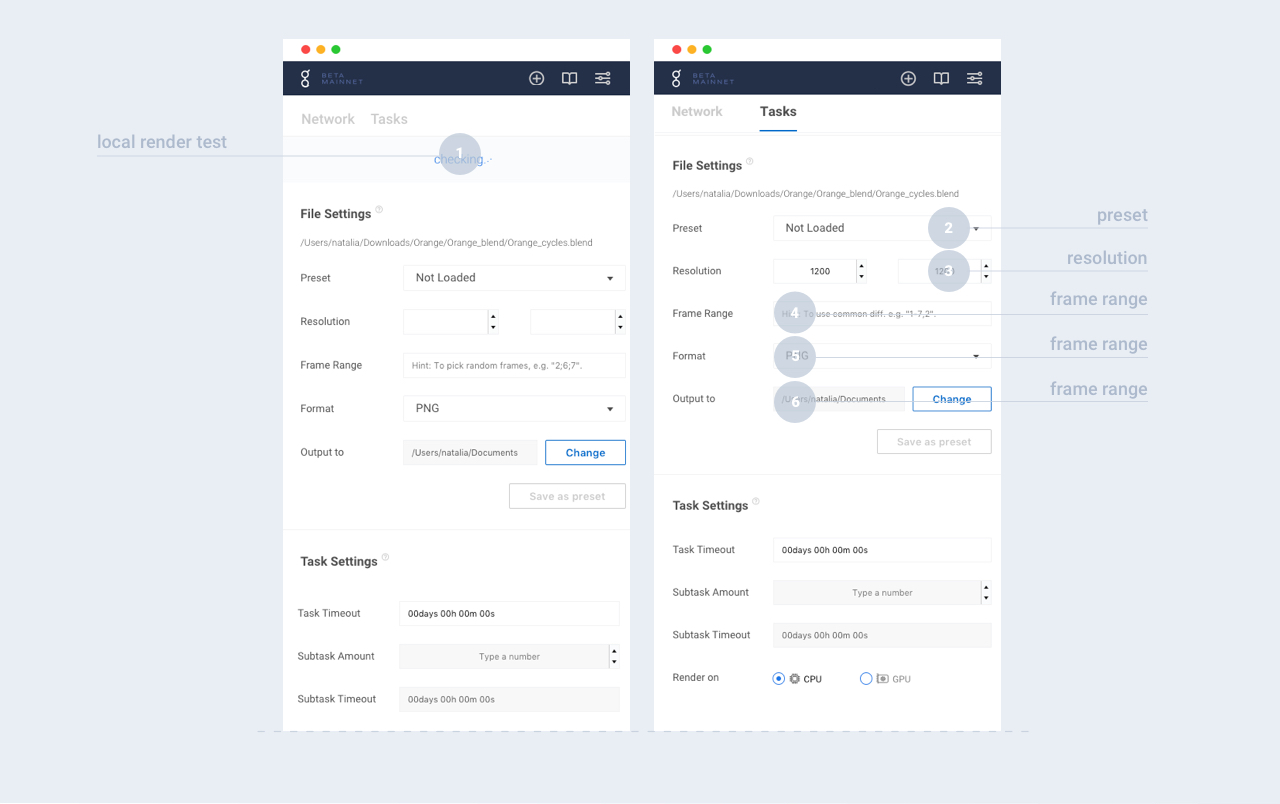 BETA
MAINNET
Network Tasks
local render test
1
checking..
File Settings ?
/Users/natalia/Downloads/Orange/Orange_blend/Orange_cycles.blend
Preset Not Loaded
Resolution
Frame Range Hint: To pick random frames, e.g. "2;6;7".
Format PNG
Output to /Users/natalia/Documents Change
Save as preset
Task Settings ?
Task Timeout 00days 00h 00m 00s
Subtask Amount Type a number
Subtask Timeout 00days 00h 00m 00s
BETA
MAINNET
Network Tasks
File Settings ?
/Users/natalia/Downloads/Orange/Orange_blend/Orange_cycles.blend
Preset Not Loaded 2 preset
Resolution 1200 3 resolution
Frame Range 4 To use common diff. e.g. "1-7,2". frame range
Format PNG 5 frame range
Output to /Users/natalia/Documents 6 Change frame range
Save as preset
Task Settings ?
Task Timeout 00days 00h 00m 00s
Subtask Amount Type a number
Subtask Timeout 00days 00h 00m 00s
Render on CPU GPU